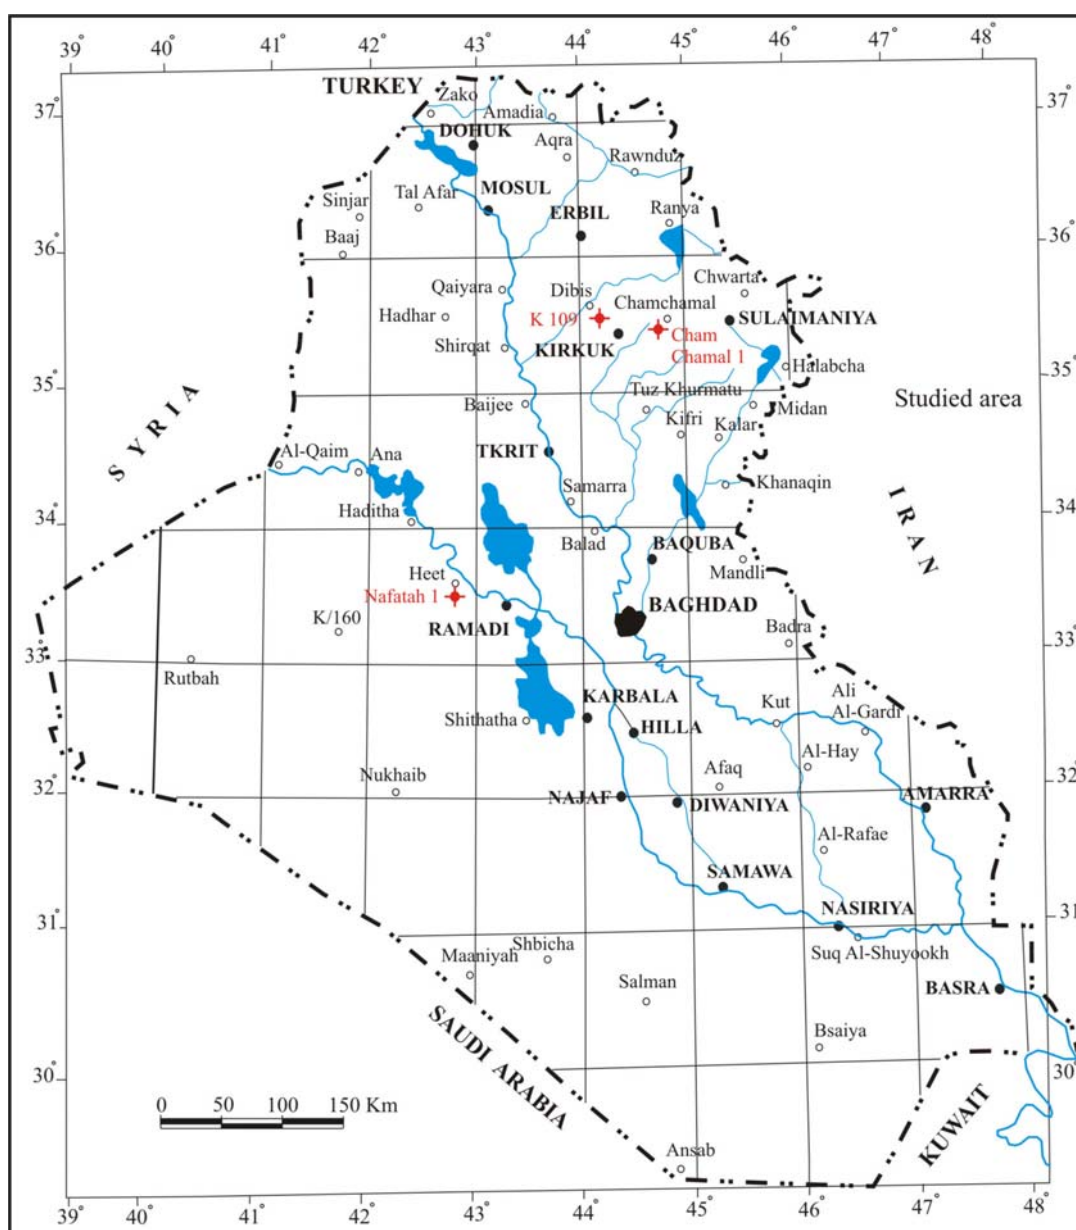 39 40 41 42 43 44 45 46 47 48
TURKEY
Zako
37°
37°
Amadia
DOHUK
Aqra
Rawnduz
MOSUL
Tal Afar
Sinjar
ERBIL
Ranya
Baaj
36°
36°
Chwarta
Qaiyara
Dibis
Chamchamal
Hadhar
K 109
SULAIMANIYA
Cham
Chamal 1
KIRKUK
Shirqat
Halabcha
35°
35°
Tuz Khurmatu
Baijee
Midan
Studied area
Kifri
Kalar
SYRIA
Al-Qaim
Ana
TKRIT
Samarra
Khanaqin
IRAN
34°
34°
Haditha
Balad
BAQUBA
Mandli
Heet
Nafatah 1
BAGHDAD
K/160
RAMADI
Badra
33°
33°
Rutbah
KARBALA
Ali
Al-Gardi
Shithatha
Kut
HILLA
Al-Hay
Nukhaib
Afaq
32°
32°
NAJAF
DIWANIYA
AMARRA
Al-Rafae
SAMAWA
NASIRIYA
31°
31°
Shbicha
Maaniyah
Suq Al-Shuyookh
Salman
BASRA
SAUDI ARABIA
Bsaiya
30°
30°
KUWAIT
0 50 100 150 Km
Ansab
39 40 41 42 43 44 45 46 47 48